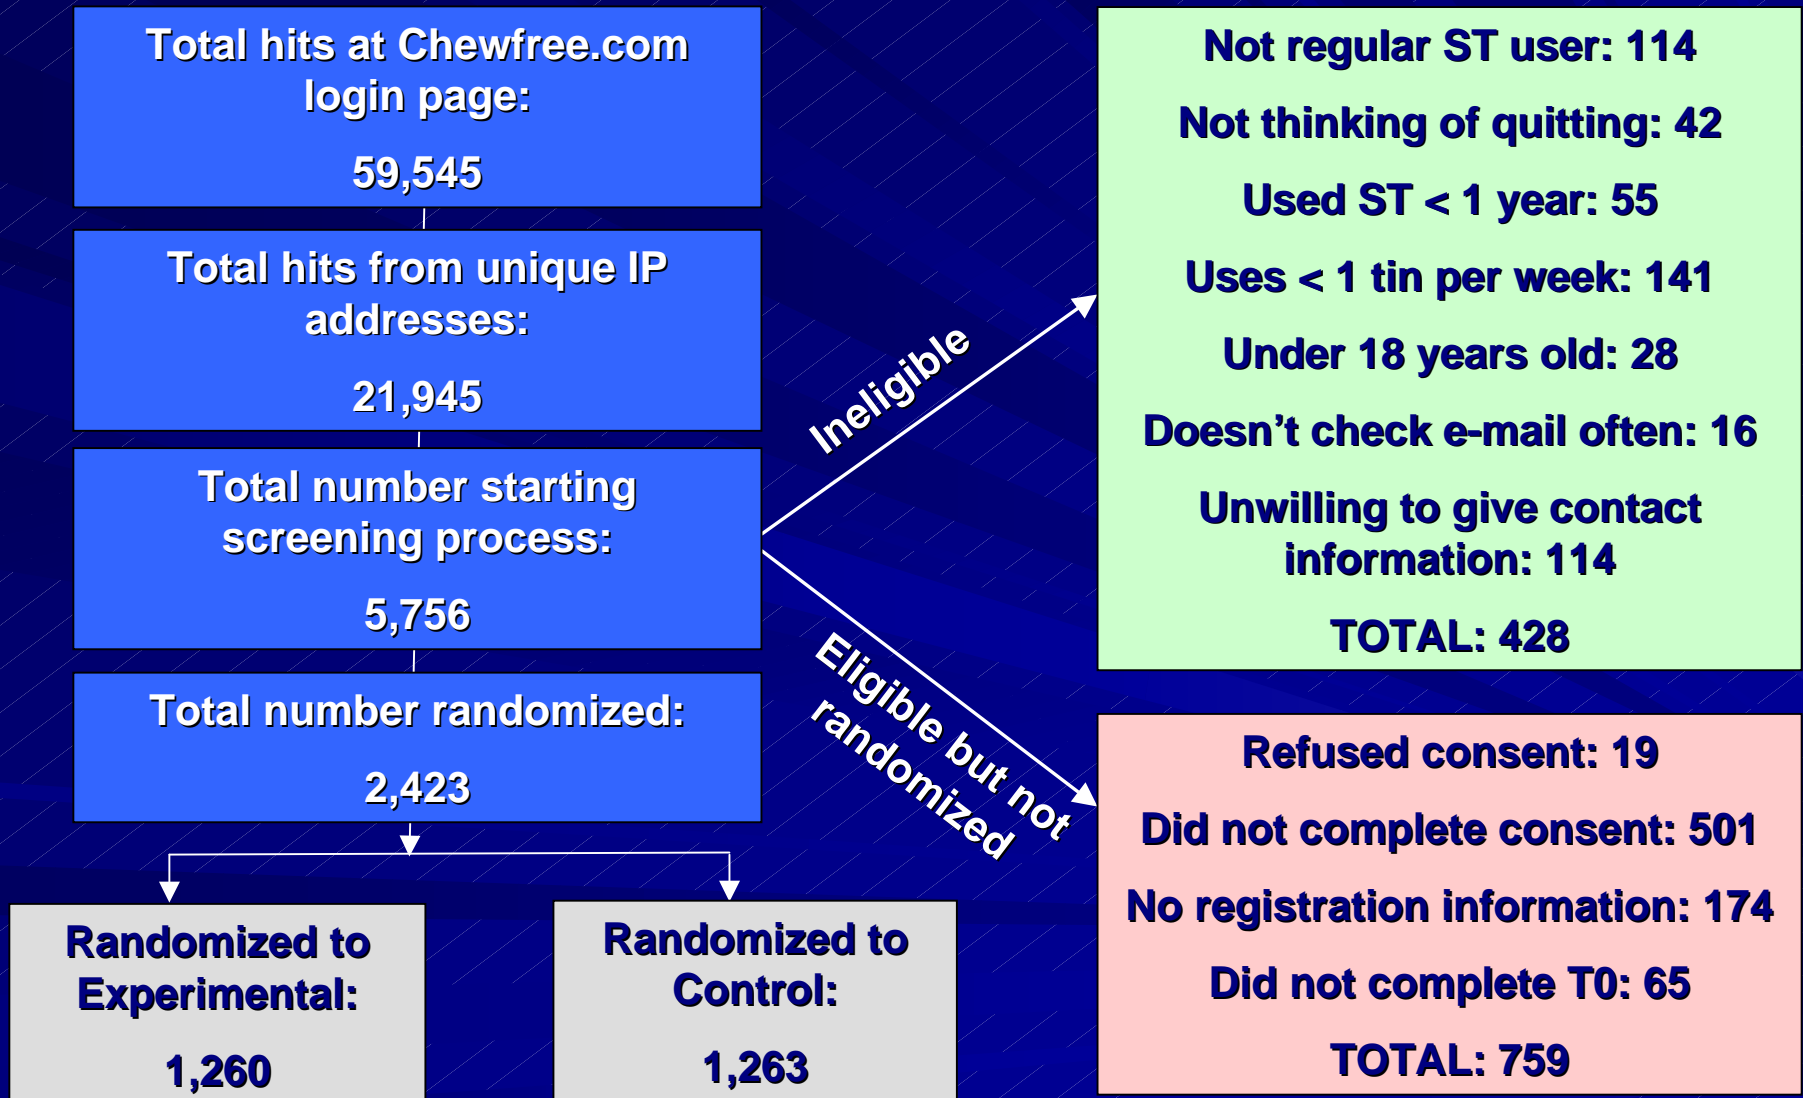 Total hits at Chewfree.com
login page:
59,545
Total hits from unique IP
addresses:
21,945
Total number starting
screening process:
5,756
Total number randomized:
2,423
Randomized to
Experimental:
1,260
Randomized to
Control:
1,263
Ineligible
Eligible but not
randomized
Not regular ST user: 114
Not thinking of quitting: 42
Used ST < 1 year: 55
Uses < 1 tin per week: 141
Under 18 years old: 28
Doesn’t check e-mail often: 16
Unwilling to give contact
information: 114
TOTAL: 428
Refused consent: 19
Did not complete consent: 501
No registration information: 174
Did not complete T0: 65
TOTAL: 759